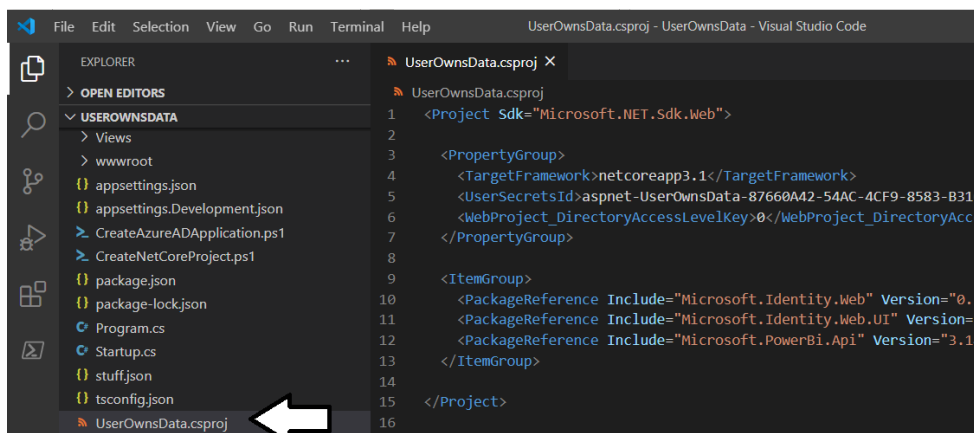 File Edit Selection View Go Run Terminal Help UserOwnsData.csproj - UserOwnsData - Visual Studio Code
EXPLORER ...
OPEN EDITORS
USEROWNSDATA
Views
wwwroot
{} appsettings.json
{} appsettings.Development.json
CreateAzureADApplication.ps1
CreateNetCoreProject.ps1
{} package.json
{} package-lock.json
C# Program.cs
C# Startup.cs
{} stuff.json
{} tsconfig.json
UserOwnsData.csproj
UserOwnsData.csproj
UserOwnsData.csproj
1 <Project Sdk="Microsoft.NET.Sdk.Web">
2
3 <PropertyGroup>
4 <TargetFramework>netcoreapp3.1</TargetFramework>
5 <UserSecretsId>aspnet-UserOwnsData-87660A42-54AC-4CF9-8583-B31
6 <WebProject_DirectoryAccessLevelKey>0</WebProject_DirectoryAcc
7 </PropertyGroup>
8
9 <ItemGroup>
10 <PackageReference Include="Microsoft.Identity.Web" Version="0.
11 <PackageReference Include="Microsoft.Identity.Web.UI" Version=
12 <PackageReference Include="Microsoft.PowerBi.Api" Version="3.1
13 </ItemGroup>
14
15 </Project>
16